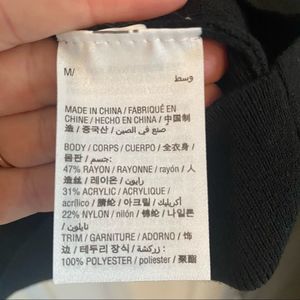 M/ وسط
MADE IN CHINA / FABRIQUÉ EN
CHINE / HECHO EN CHINA / 中国制
造 / 중국산 / صنع في الصين
BODY / CORPS / CUERPO / 全衣身 /
몸판 / جسم:
47% RAYON / RAYONNE / rayón / 人
造丝 / 레이온 / رايون
31% ACRYLIC / ACRYLIQUE /
acrílico / 腈纶 / 아크릴 / أكريليك
22% NYLON / nilón / 锦纶 / 나일론
/ نايلون
TRIM / GARNITURE / ADORNO / 饰
边 / 테두리 장식 / زركشة:
100% POLYESTER / poliester / 聚酯